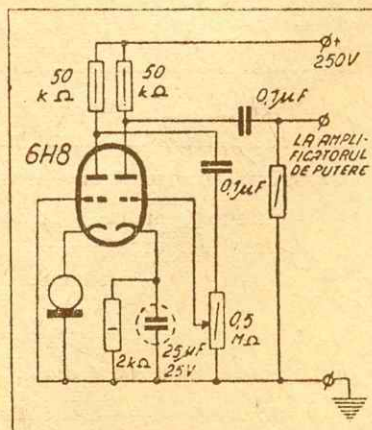 50
kΩ
50
kΩ
+
250V
0,1μF
LA AMPLI-
FICATORUL
DE PUTERE
6H8
0,1μF
0,5
MΩ
2kΩ
25μF
25V